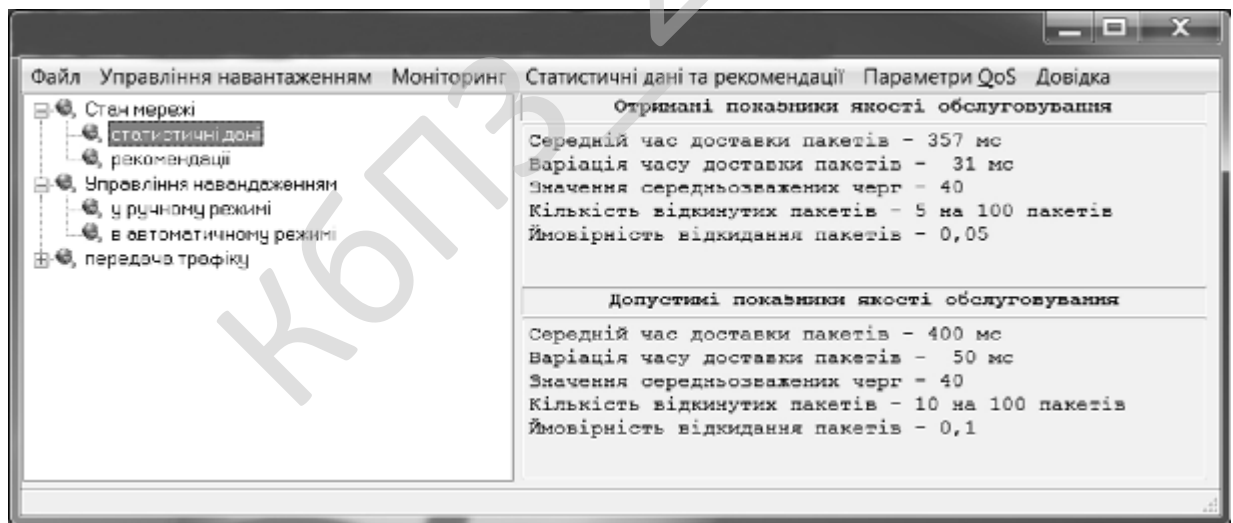 Файл Управління навантаженням Моніторинг Статистичні дані та рекомендації Параметри QoS Довідка
Стан мережі
статистичні дані
рекомендації
Управління навандаженням
у ручному режимі
в автоматичному режимі
передача трафіку
Отримані показники якості обслуговування
Середній час доставки пакетів - 357 мс
Варіація часу доставки пакетів - 31 мс
Значення середньозважених черг - 40
Кількість відкинутих пакетів - 5 на 100 пакетів
Ймовірність відкидання пакетів - 0,05
Допустимі показники якості обслуговування
Середній час доставки пакетів - 400 мс
Варіація часу доставки пакетів - 50 мс
Значення середньозважених черг - 40
Кількість відкинутих пакетів - 10 на 100 пакетів
Ймовірність відкидання пакетів - 0,1